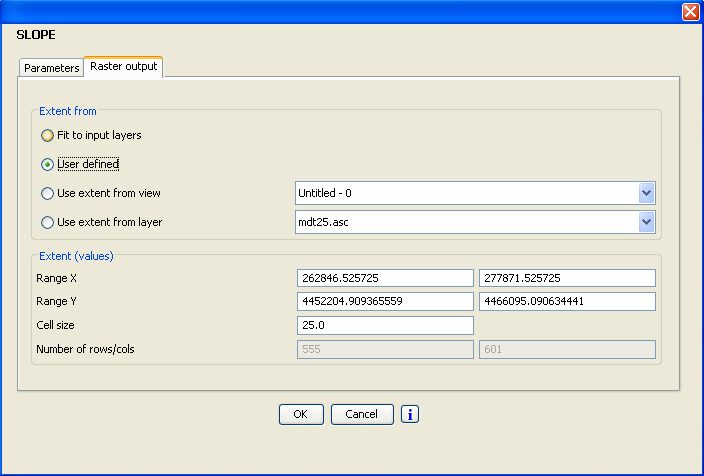 SLOPE
Parameters Raster output
Extent from
Fit to input layers
User defined
Use extent from view Untitled - 0
Use extent from layer mdt25.asc
Extent (values)
Range X 262846.525725 277871.525725
Range Y 4452204.909365559 4466095.090634441
Cell size 25.0
Number of rows/cols 555 601
OK Cancel i